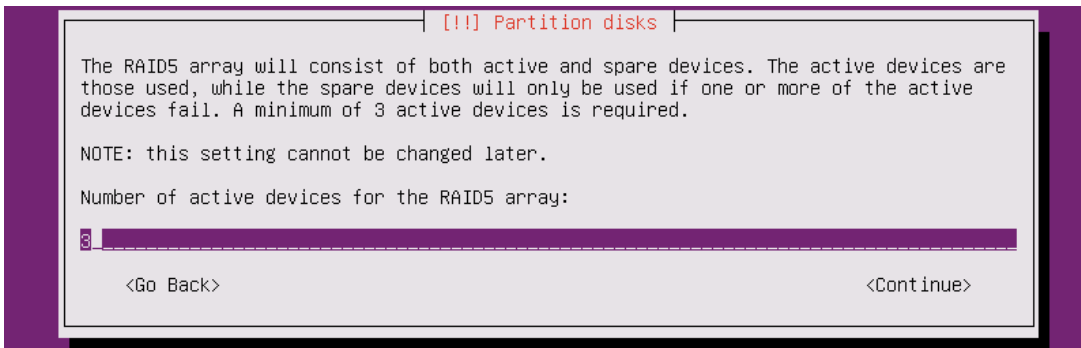 [!!] Partition disks
The RAID5 array will consist of both active and spare devices. The active devices are
those used, while the spare devices will only be used if one or more of the active
devices fail. A minimum of 3 active devices is required.
NOTE: this setting cannot be changed later.
Number of active devices for the RAID5 array:
3
<Go Back> <Continue>